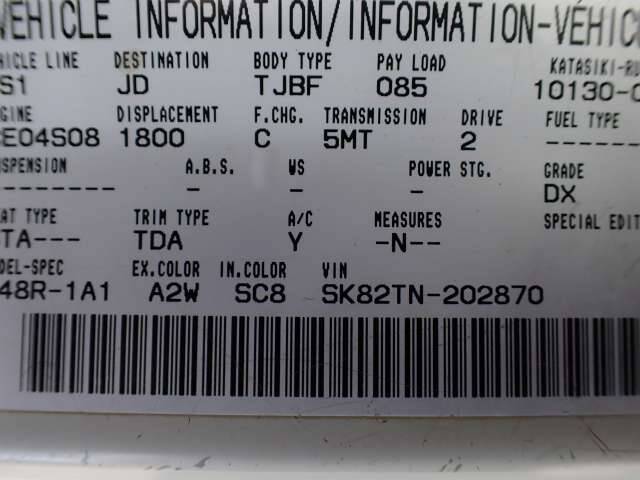 VEHICLE INFORMATION/INFORMATION-VÉHIC
HICLE LINE DESTINATION BODY TYPE PAY LOAD KATASIKI-RU
S1 JD TJBF 085 10130-0
GINE DISPLACEMENT F.CHG. TRANSMISSION DRIVE FUEL TYPE
E04S08 1800 C 5MT 2 ------
SPENSION A.B.S. WS POWER STG. GRADE
------- - - - DX
AT TYPE TRIM TYPE A/C MEASURES SPECIAL EDIT
TA--- TDA Y -N-- -
DEL-SPEC EX.COLOR IN.COLOR VIN
48R-1A1 A2W SC8 SK82TN-202870